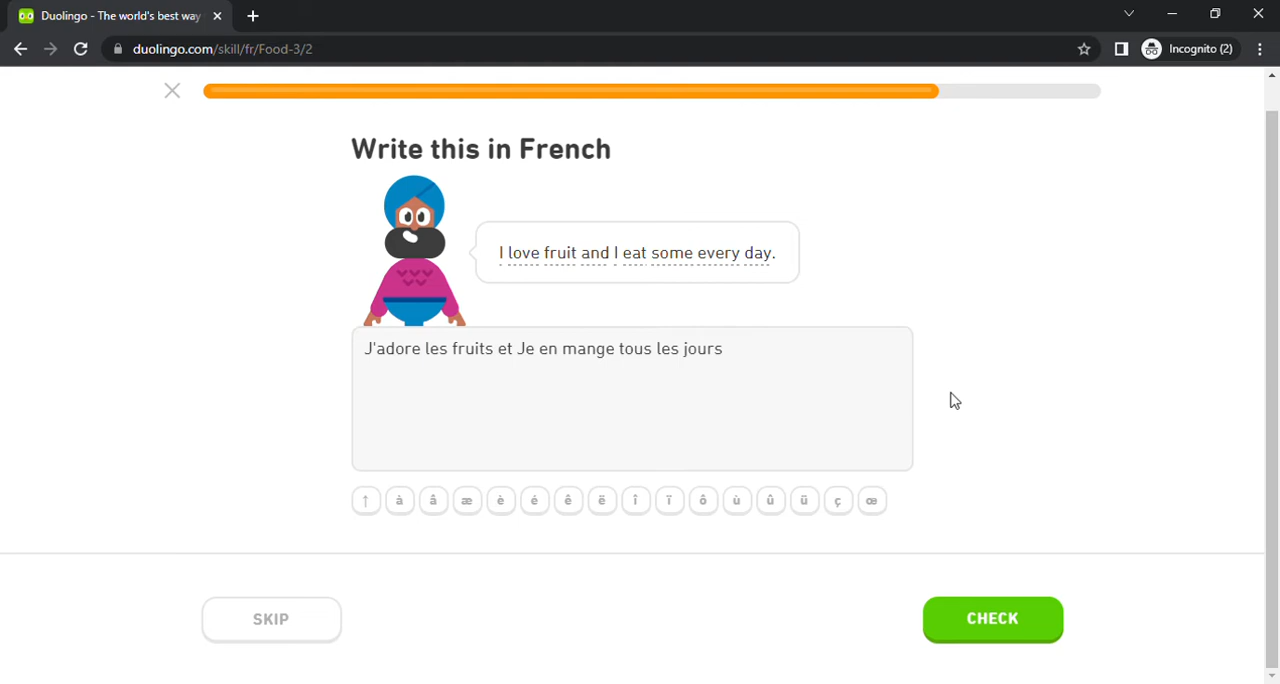 Duolingo - The world's best way
duolingo.com/skill/fr/Food-3/2
Incognito (2)
Write this in French
I love fruit and I eat some every day.
J'adore les fruits et Je en mange tous les jours
↑ à â æ è é ê ë î ï ô ù û ü ç œ
SKIP
CHECK